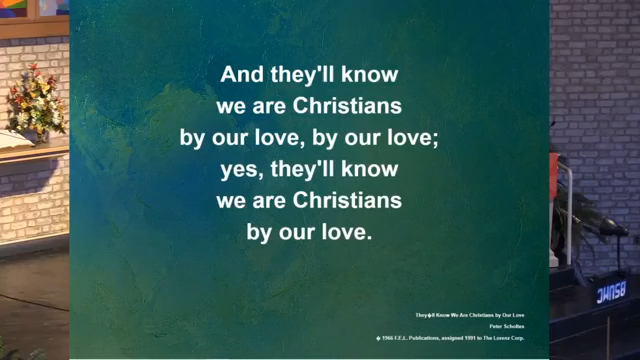 And they'll know
we are Christians
by our love, by our love;
yes, they'll know
we are Christians
by our love.
They�ll Know We Are Christians by Our Love
Peter Scholtes
� 1966 F.E.L. Publications, assigned 1991 to The Lorenz Corp.
BSUMC